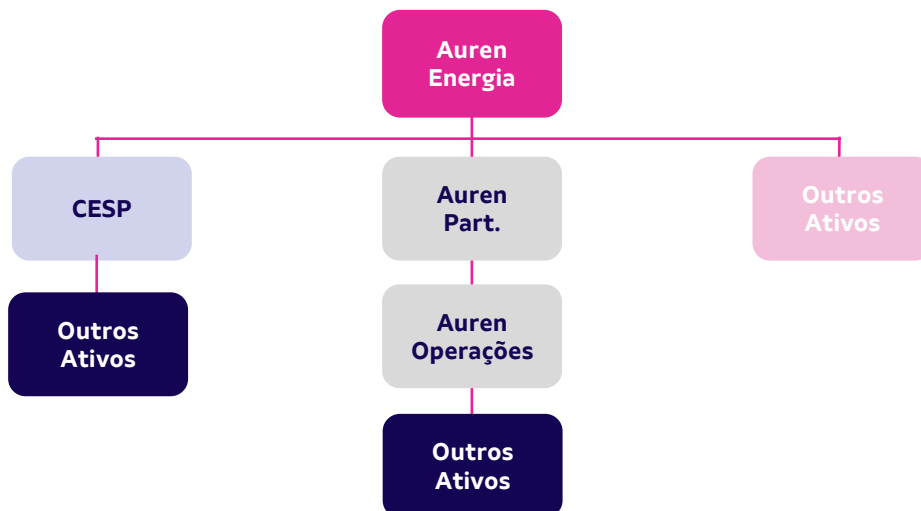 Auren
Energia
CESP
Auren
Part.
Outros
Ativos
Outros
Ativos
Auren
Operações
Outros
Ativos